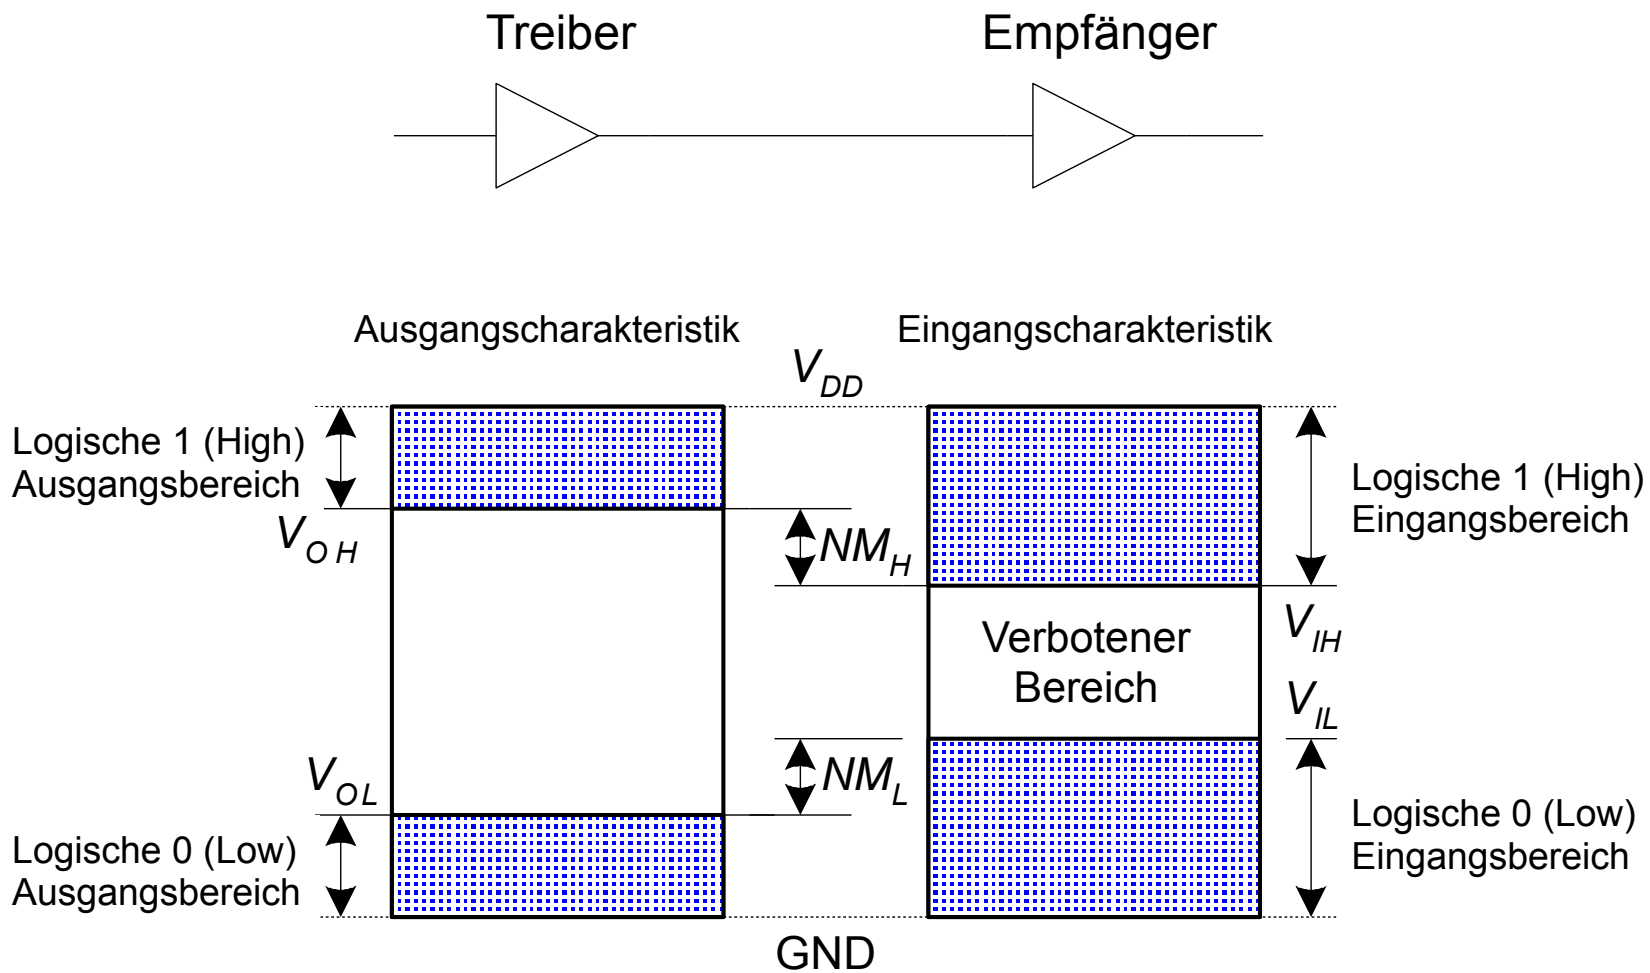 Treiber
Empfänger
Ausgangscharakteristik
Eingangscharakteristik
V_DD
Logische 1 (High)
Ausgangsbereich
Logische 1 (High)
Eingangsbereich
V_OH
NM_H
Verbotener
Bereich
V_IH
V_IL
V_OL
NM_L
Logische 0 (Low)
Ausgangsbereich
Logische 0 (Low)
Eingangsbereich
GND